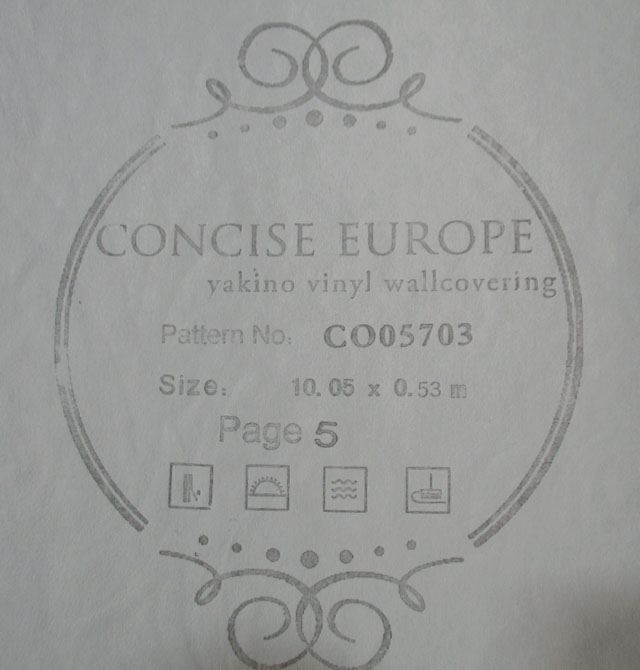 CONCISE EUROPE
yakino vinyl wallcovering
Pattern No: CO05703
Size: 10.05 x 0.53 m
Page 5